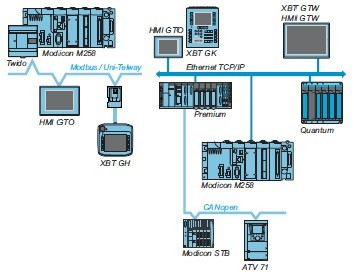 XBT GTW
HMI GTW
HMI GTO
XBT GK
Modicon M258
Twido
Modbus / Uni-Telway
Ethernet TCP/IP
Premium
Quantum
HMI GTO
XBT GH
Modicon M258
CANopen
Modicon STB
ATV 71